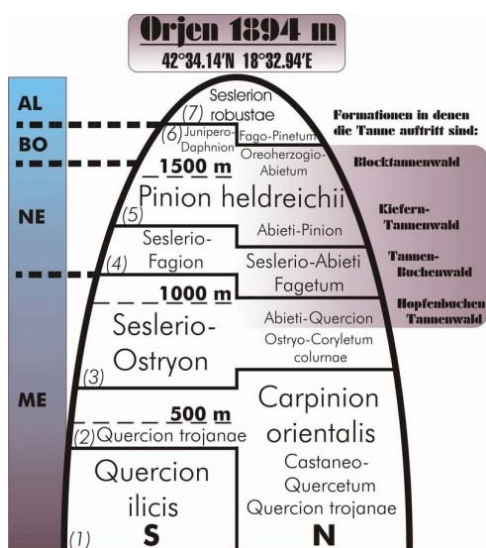 Orjen 1894 m
42°34.14'N 18°32.94'E
AL
BO
NE
ME
Seslerion
robustae
(7)
(6) Junipero-
Daphnion
Fago-Pinetum
Oreoherzogio-
Abietum
1500 m
Pinion heldreichii
(5)
Abieti-Pinion
Seslerio-
Fagion
(4)
Seslerio-Abieti
Fagetum
1000 m
Seslerio-
Ostryon
(3)
Abieti-Quercion
Ostryo-Coryletum
colurnae
500 m
(2) Quercion trojanae
Carpinion
orientalis
Castaneo-
Quercetum
Quercion trojanae
Quercion
ilicis
(1)
S
N
Formationen in denen
die Tanne auftritt sind:
Blocktannenwald
Kiefern-
Tannenwald
Tannen-
Buchenwald
Hopfenbuchen
Tannenwald